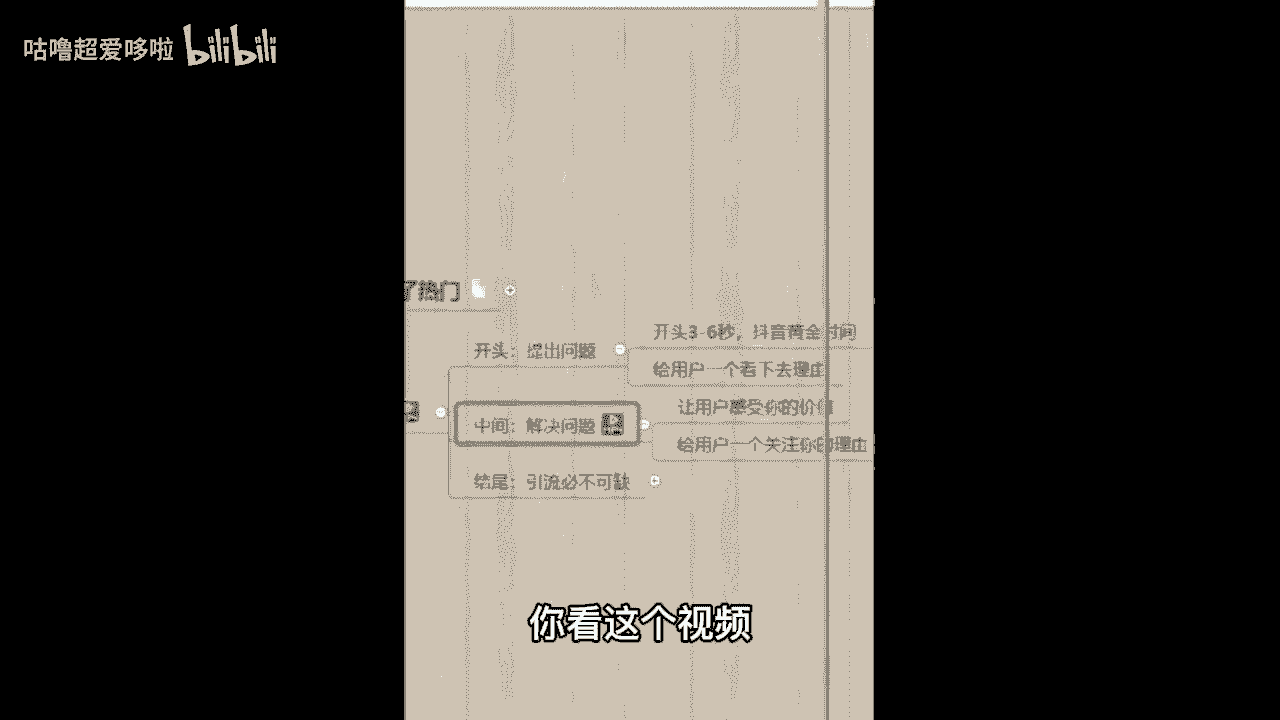 咕噜超爱哆啦 bilibili
了热门
开头3-6秒，抖音黄金时间
开头：提出问题
给用户一个看下去理由
让用户感受你的价值
中间：解决问题
给用户一个关注你的理由
结尾：引流必不可缺
你看这个视频